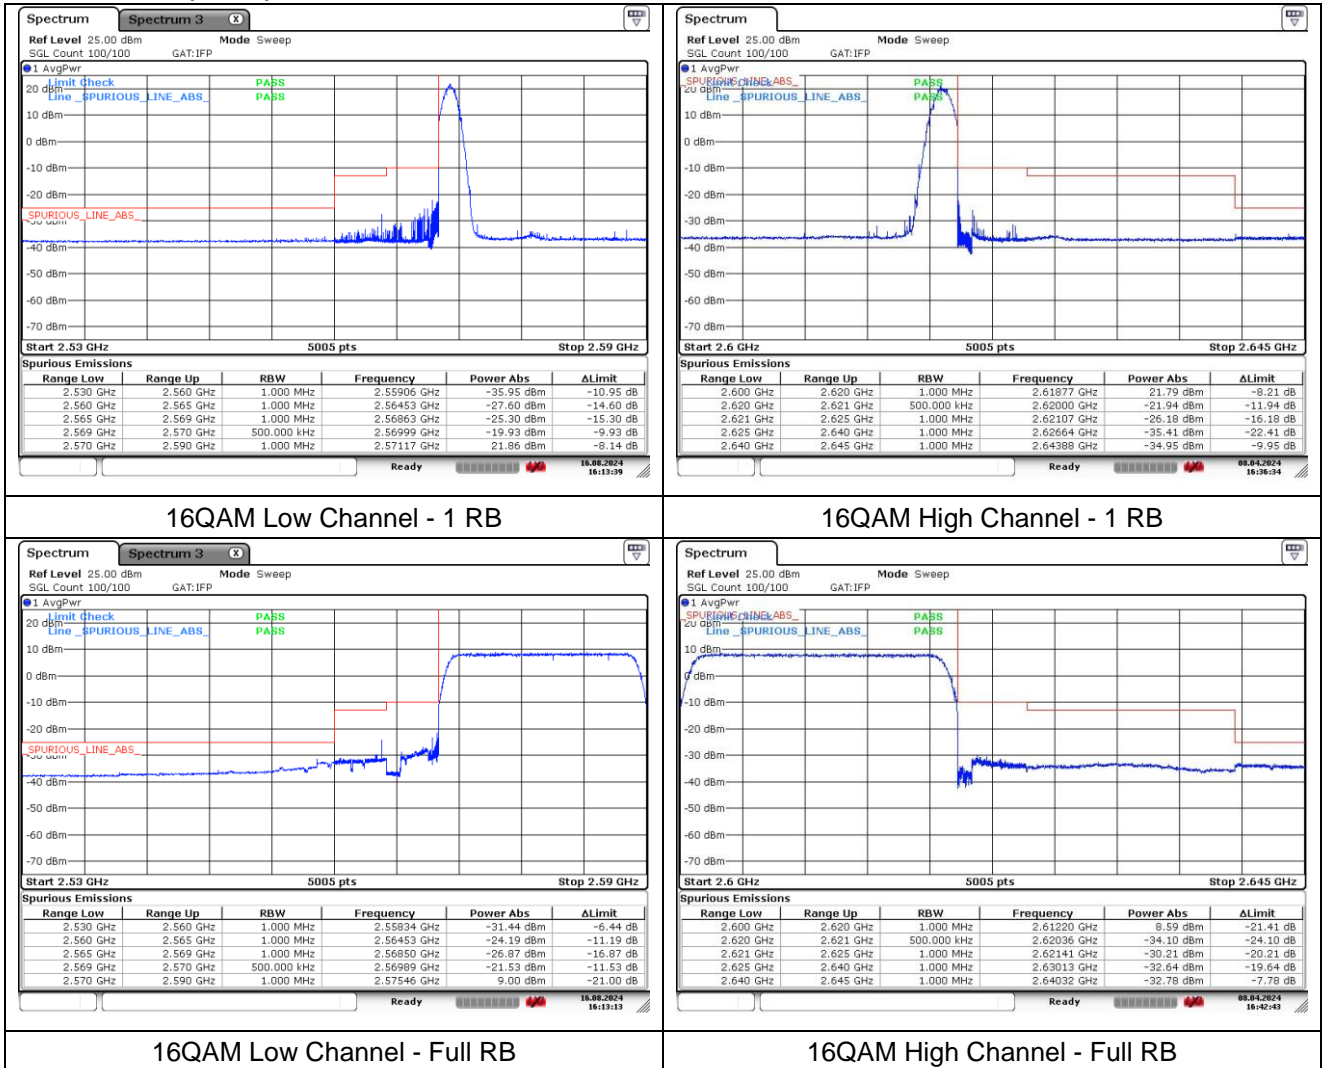 Spectrum Spectrum 3 X
Ref Level 25.00 dBm Mode Sweep
SGL Count 100/100 GAT:IFP
1 AvgPwr
Limit Check PASS
Line _SPURIOUS_LINE_ABS_ PASS
20 dBm
10 dBm
0 dBm
-10 dBm
-20 dBm
_SPURIOUS_LINE_ABS_
-30 dBm
-40 dBm
-50 dBm
-60 dBm
-70 dBm
Start 2.53 GHz 5005 pts Stop 2.59 GHz
Spurious Emissions
Range Low Range Up RBW Frequency Power Abs ΔLimit
2.530 GHz 2.560 GHz 1.000 MHz 2.55906 GHz -35.95 dBm -10.95 dB
2.560 GHz 2.565 GHz 1.000 MHz 2.56453 GHz -27.60 dBm -14.60 dB
2.565 GHz 2.569 GHz 1.000 MHz 2.56863 GHz -25.30 dBm -15.30 dB
2.569 GHz 2.570 GHz 500.000 kHz 2.56999 GHz -19.93 dBm -9.93 dB
2.570 GHz 2.590 GHz 1.000 MHz 2.57117 GHz 21.86 dBm -8.14 dB
Ready 16.08.2024
16:13:39
16QAM Low Channel - 1 RB
Spectrum
Ref Level 25.00 dBm Mode Sweep
SGL Count 100/100 GAT:IFP
1 AvgPwr
_SPURIOUS_LINE_ABS_
Limit Check PASS
Line _SPURIOUS_LINE_ABS_ PASS
20 dBm
10 dBm
0 dBm
-10 dBm
-20 dBm
-30 dBm
-40 dBm
-50 dBm
-60 dBm
-70 dBm
Start 2.6 GHz 5005 pts Stop 2.645 GHz
Spurious Emissions
Range Low Range Up RBW Frequency Power Abs ΔLimit
2.600 GHz 2.620 GHz 1.000 MHz 2.61877 GHz 21.79 dBm -8.21 dB
2.620 GHz 2.621 GHz 500.000 kHz 2.62000 GHz -21.94 dBm -11.94 dB
2.621 GHz 2.625 GHz 1.000 MHz 2.62107 GHz -26.18 dBm -16.18 dB
2.625 GHz 2.640 GHz 1.000 MHz 2.62664 GHz -35.41 dBm -22.41 dB
2.640 GHz 2.645 GHz 1.000 MHz 2.64388 GHz -34.95 dBm -9.95 dB
Ready 08.04.2024
16:36:34
16QAM High Channel - 1 RB
Spectrum Spectrum 3 X
Ref Level 25.00 dBm Mode Sweep
SGL Count 100/100 GAT:IFP
1 AvgPwr
Limit Check PASS
Line _SPURIOUS_LINE_ABS_ PASS
20 dBm
10 dBm
0 dBm
-10 dBm
-20 dBm
_SPURIOUS_LINE_ABS_
-30 dBm
-40 dBm
-50 dBm
-60 dBm
-70 dBm
Start 2.53 GHz 5005 pts Stop 2.59 GHz
Spurious Emissions
Range Low Range Up RBW Frequency Power Abs ΔLimit
2.530 GHz 2.560 GHz 1.000 MHz 2.55834 GHz -31.44 dBm -6.44 dB
2.560 GHz 2.565 GHz 1.000 MHz 2.56453 GHz -24.19 dBm -11.19 dB
2.565 GHz 2.569 GHz 1.000 MHz 2.56850 GHz -26.87 dBm -16.87 dB
2.569 GHz 2.570 GHz 500.000 kHz 2.56989 GHz -21.53 dBm -11.53 dB
2.570 GHz 2.590 GHz 1.000 MHz 2.57546 GHz 9.00 dBm -21.00 dB
Ready 16.08.2024
16:13:13
16QAM Low Channel - Full RB
Spectrum
Ref Level 25.00 dBm Mode Sweep
SGL Count 100/100 GAT:IFP
1 AvgPwr
_SPURIOUS_LINE_ABS_
Limit Check PASS
Line _SPURIOUS_LINE_ABS_ PASS
20 dBm
10 dBm
0 dBm
-10 dBm
-20 dBm
-30 dBm
-40 dBm
-50 dBm
-60 dBm
-70 dBm
Start 2.6 GHz 5005 pts Stop 2.645 GHz
Spurious Emissions
Range Low Range Up RBW Frequency Power Abs ΔLimit
2.600 GHz 2.620 GHz 1.000 MHz 2.61220 GHz 8.59 dBm -21.41 dB
2.620 GHz 2.621 GHz 500.000 kHz 2.62036 GHz -34.10 dBm -24.10 dB
2.621 GHz 2.625 GHz 1.000 MHz 2.62141 GHz -30.21 dBm -20.21 dB
2.625 GHz 2.640 GHz 1.000 MHz 2.63013 GHz -32.64 dBm -19.64 dB
2.640 GHz 2.645 GHz 1.000 MHz 2.64032 GHz -32.78 dBm -7.78 dB
Ready 08.04.2024
16:42:43
16QAM High Channel - Full RB